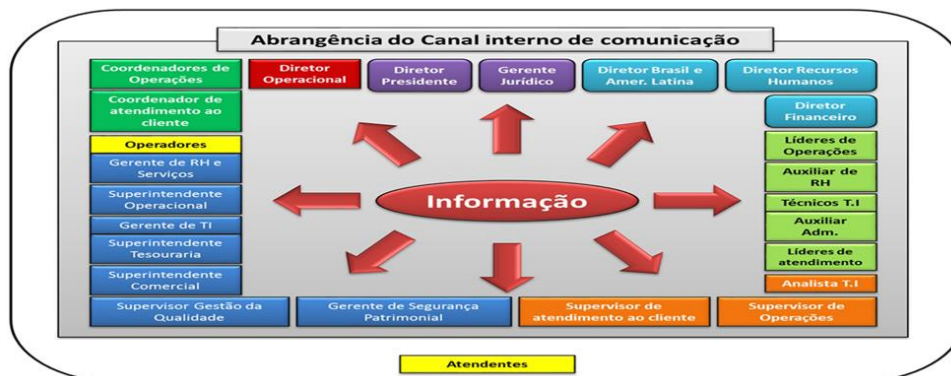 Abrangência do Canal interno de comunicação
Coordenadores de
Operações
Diretor
Operacional
Diretor
Presidente
Gerente
Jurídico
Diretor Brasil e
Amer. Latina
Diretor Recursos
Humanos
Coordenador de
atendimento ao
cliente
Diretor
Financeiro
Operadores
Líderes de
Operações
Gerente de RH e
Serviços
Auxiliar de
RH
Superintendente
Operacional
Informação
Técnicos T.I
Gerente de TI
Auxiliar
Adm.
Superintendente
Tesouraria
Líderes de
atendimento
Superintendente
Comercial
Analista T.I
Supervisor Gestão da
Qualidade
Gerente de Segurança
Patrimonial
Supervisor de
atendimento ao cliente
Supervisor de
Operações
Atendentes